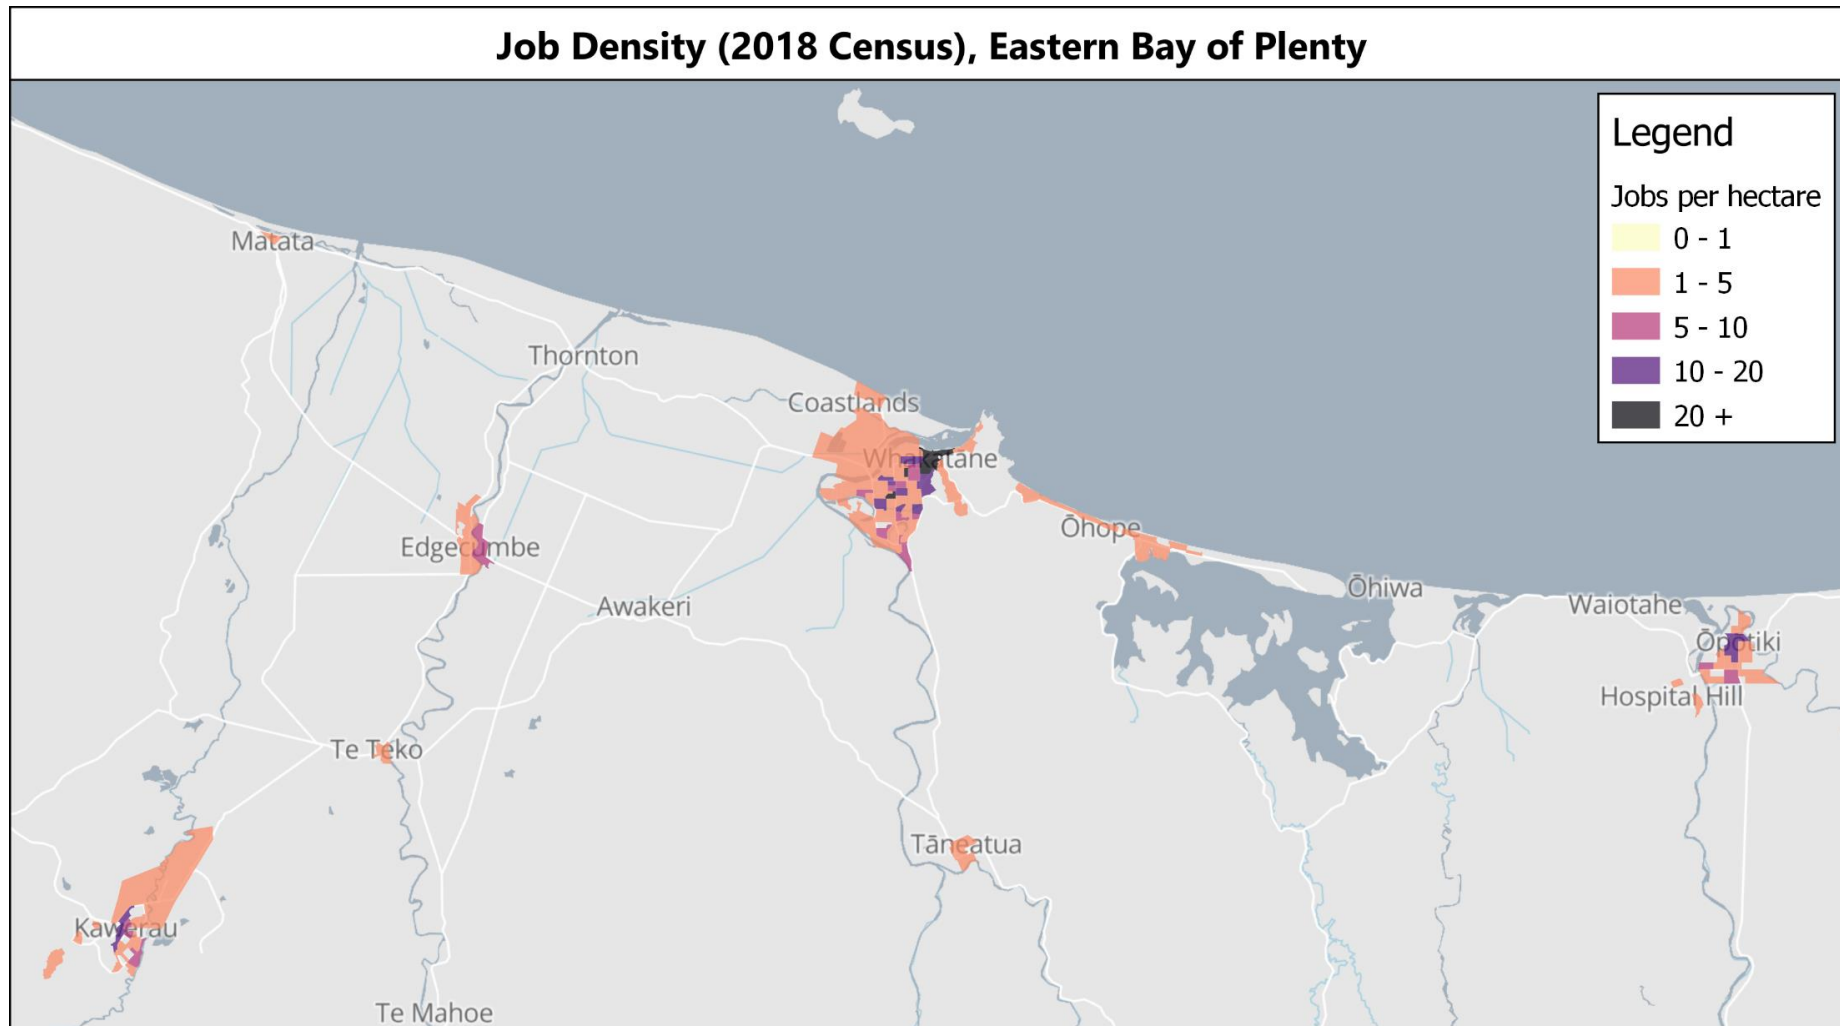 Job Density (2018 Census), Eastern Bay of Plenty
Legend
Jobs per hectare
0 - 1
1 - 5
5 - 10
10 - 20
20 +
Matata
Thornton
Coastlands
Whakatane
Ōhope
Edgecumbe
Awakeri
Ōhiwa
Waiotahe
Ōpōtiki
Hospital Hill
Te Teko
Tāneatua
Kawerau
Te Mahoe